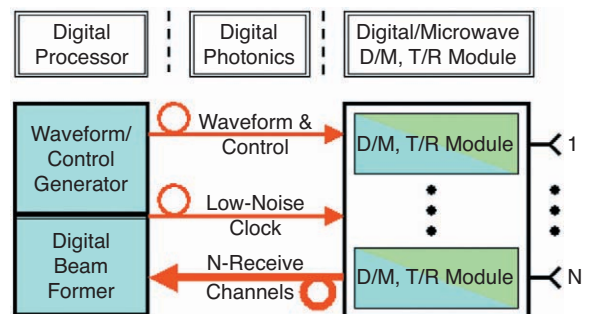 Digital
Processor
Digital
Photonics
Digital/Microwave
D/M, T/R Module
Waveform/
Control
Generator
Waveform &
Control
D/M, T/R Module
1
Low-Noise
Clock
Digital
Beam
Former
N-Receive
Channels
D/M, T/R Module
N